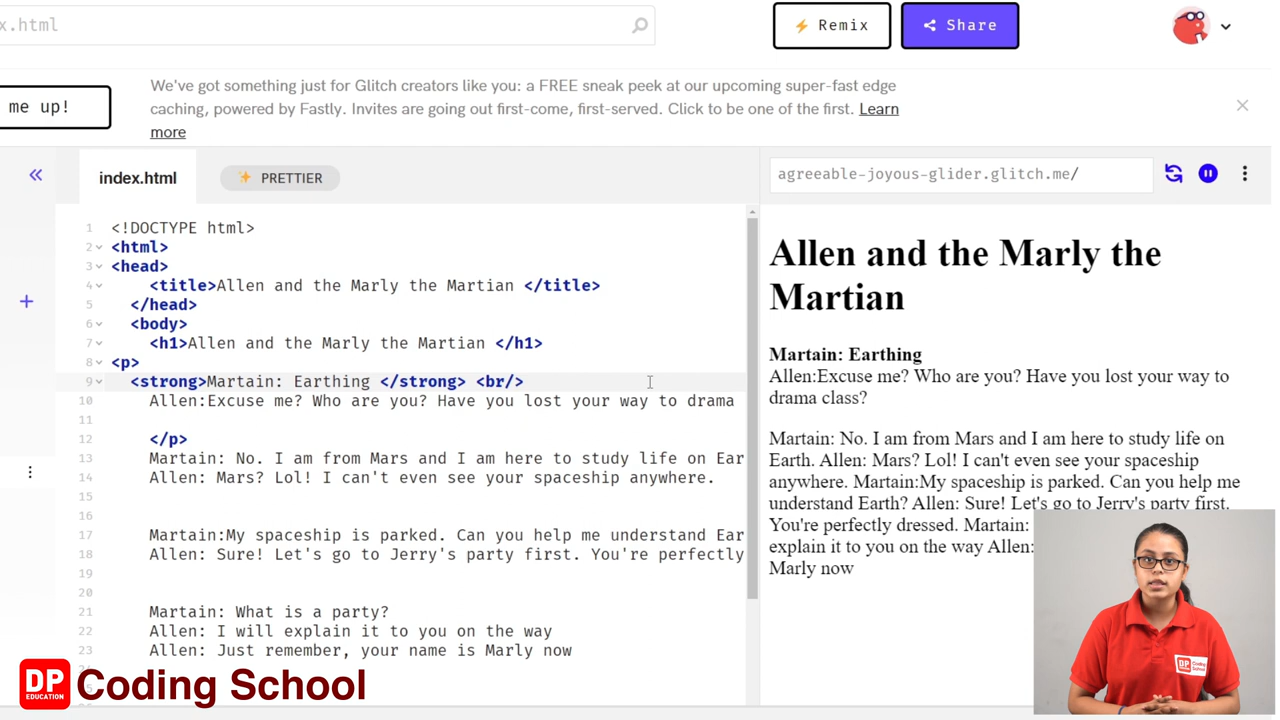 x.html
Remix
Share
me up!
We've got something just for Glitch creators like you: a FREE sneak peek at our upcoming super-fast edge
caching, powered by Fastly. Invites are going out first-come, first-served. Click to be one of the first. Learn
more
index.html
PRETTIER
agreeable-joyous-glider.glitch.me/
1 <!DOCTYPE html>
2 <html>
3 <head>
4 <title>Allen and the Marly the Martian </title>
5 </head>
6 <body>
7 <h1>Allen and the Marly the Martian </h1>
8 <p>
9 <strong>Martain: Earthing </strong> <br/>
10 Allen:Excuse me? Who are you? Have you lost your way to drama
11
12 </p>
13 Martain: No. I am from Mars and I am here to study life on Ear
14 Allen: Mars? Lol! I can't even see your spaceship anywhere.
15
16
17 Martain:My spaceship is parked. Can you help me understand Ear
18 Allen: Sure! Let's go to Jerry's party first. You're perfectly
19
20
21 Martain: What is a party?
22 Allen: I will explain it to you on the way
23 Allen: Just remember, your name is Marly now
Allen and the Marly the
Martian
Martain: Earthing
Allen:Excuse me? Who are you? Have you lost your way to
drama class?
Martain: No. I am from Mars and I am here to study life on
Earth. Allen: Mars? Lol! I can't even see your spaceship
anywhere. Martain:My spaceship is parked. Can you help me
understand Earth? Allen: Sure! Let's go to Jerry's party first.
You're perfectly dressed. Martain:
explain it to you on the way Allen:
Marly now
DP
EDUCATION
Coding School
DP
Coding
School